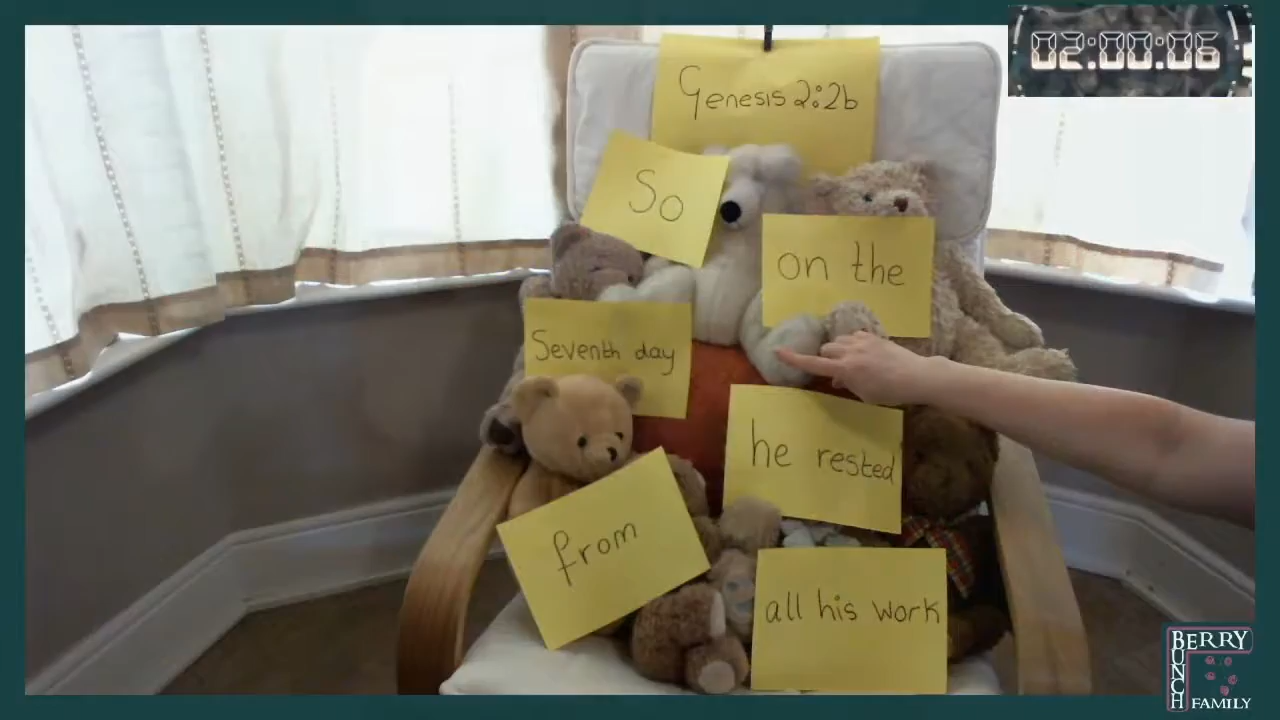 02:00:06
Genesis 2:2b
So
on the
Seventh day
he rested
from
all his work
BERRY
BUNCH
FAMILY